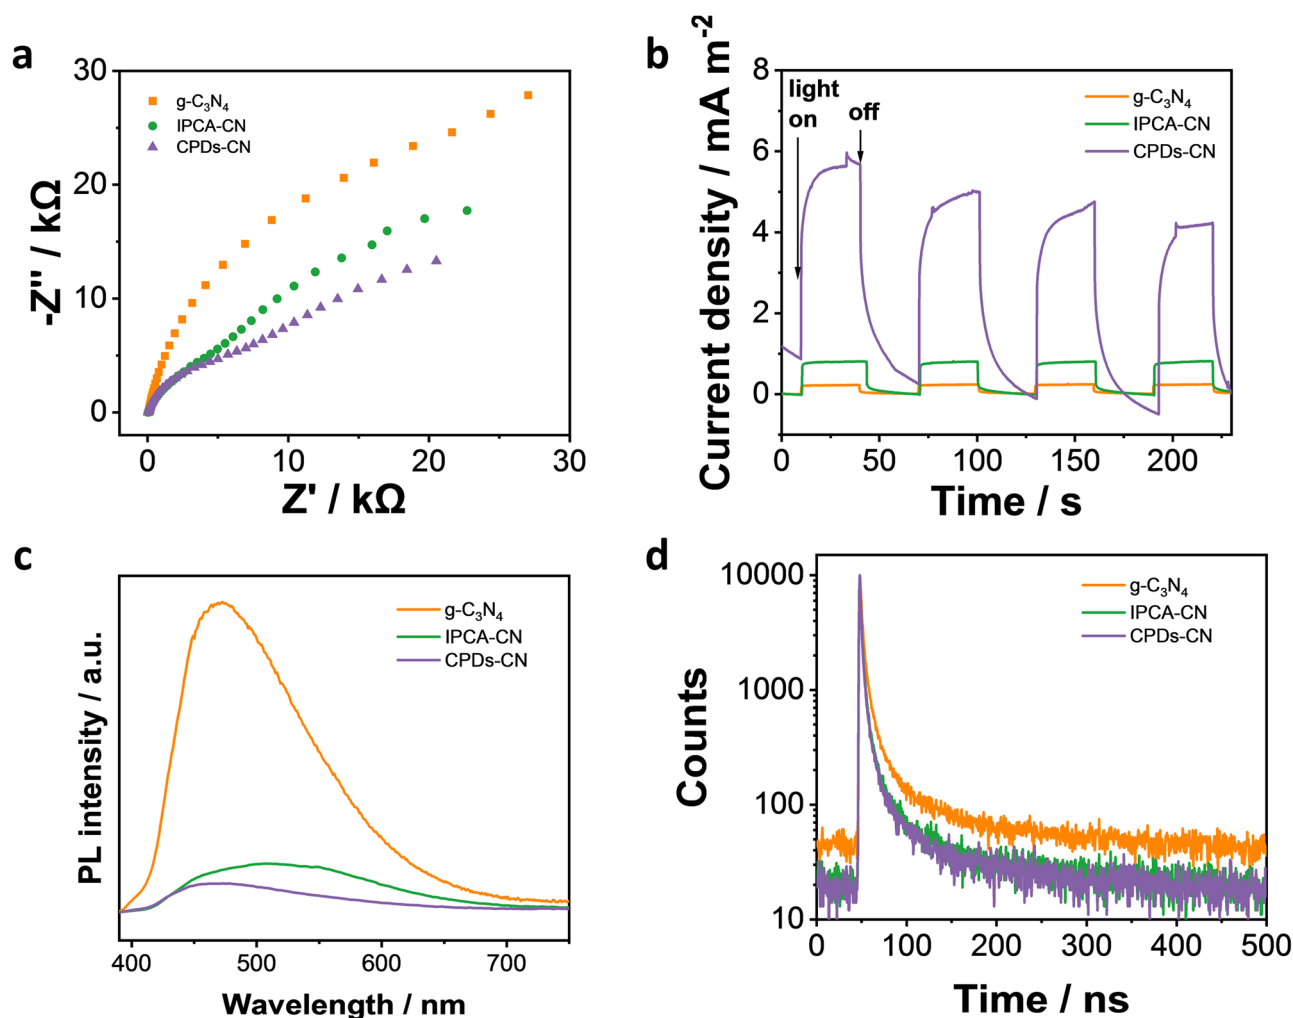 a
30
20
10
0
-Z'' / kΩ
g-C₃N₄
IPCA-CN
CPDs-CN
0 10 20 30
Z' / kΩ
b
8
6
4
2
0
Current density / mA m⁻²
light
on
off
g-C₃N₄
IPCA-CN
CPDs-CN
0 50 100 150 200
Time / s
c
PL intensity / a.u.
g-C₃N₄
IPCA-CN
CPDs-CN
400 500 600 700
Wavelength / nm
d
10000
1000
100
10
Counts
g-C₃N₄
IPCA-CN
CPDs-CN
0 100 200 300 400 500
Time / ns